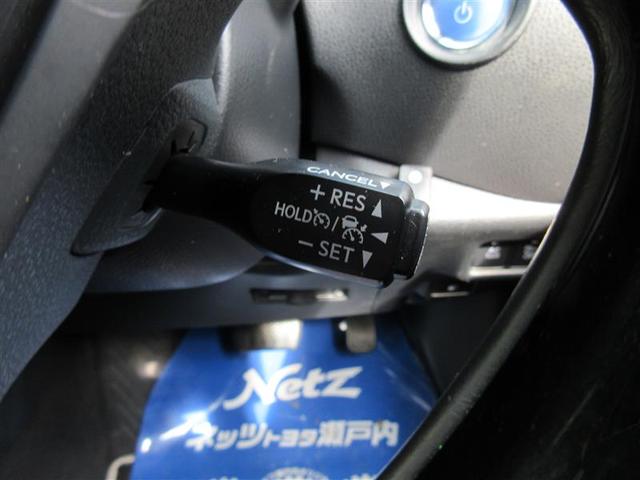 CANCEL▼
+ RES ▲
HOLD / ◀
− SET ▼
Netz
ネッツトヨタ瀬戸内